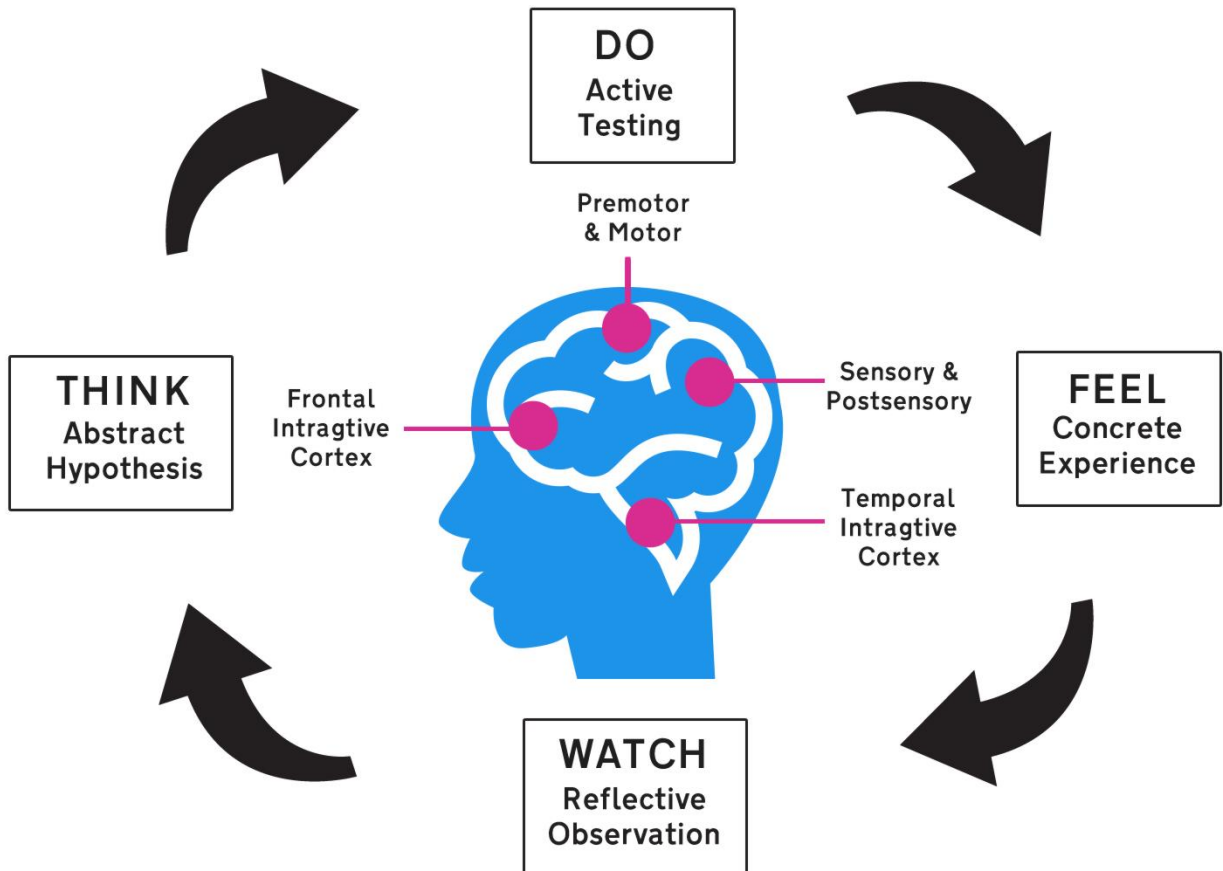 DO
Active
Testing
Premotor
& Motor
THINK
Abstract
Hypothesis
Frontal
Intragtive
Cortex
Sensory &
Postsensory
FEEL
Concrete
Experience
Temporal
Intragtive
Cortex
WATCH
Reflective
Observation